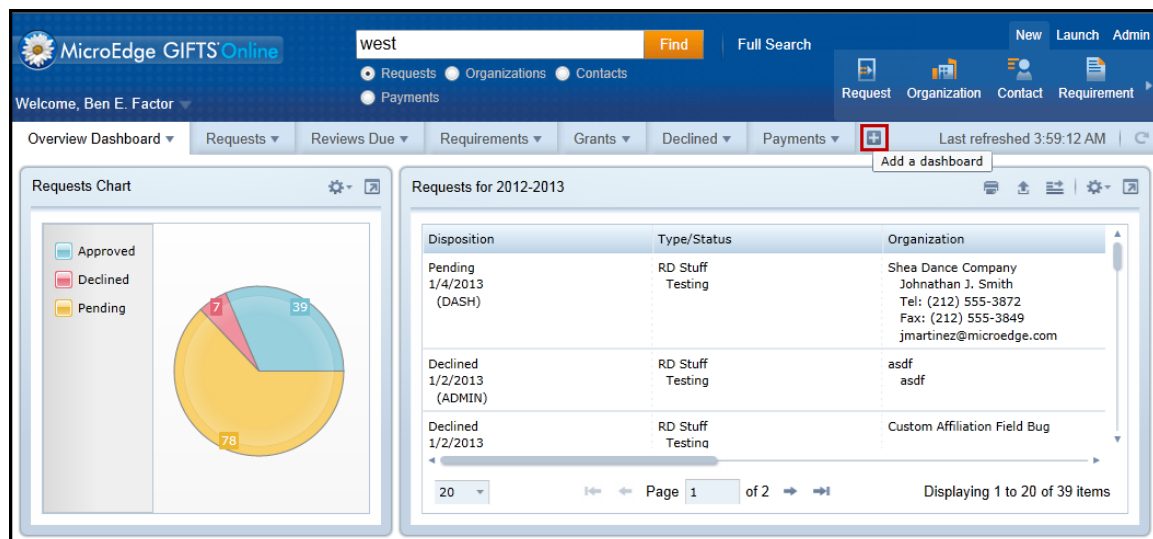 MicroEdge GIFTS Online
west
Find
Full Search
New Launch Admin
Requests Organizations Contacts
Payments
Request Organization Contact Requirement
Welcome, Ben E. Factor
Overview Dashboard Requests Reviews Due Requirements Grants Declined Payments Last refreshed 3:59:12 AM
Add a dashboard
Requests Chart
Approved
Declined
Pending
7
39
78
Requests for 2012-2013
Disposition Type/Status Organization
Pending RD Stuff Shea Dance Company
1/4/2013 Testing Johnathan J. Smith
(DASH) Tel: (212) 555-3872
Fax: (212) 555-3849
jmartinez@microedge.com
Declined RD Stuff asdf
1/2/2013 Testing asdf
(ADMIN)
Declined RD Stuff Custom Affiliation Field Bug
1/2/2013 Testing
20 Page 1 of 2 Displaying 1 to 20 of 39 items